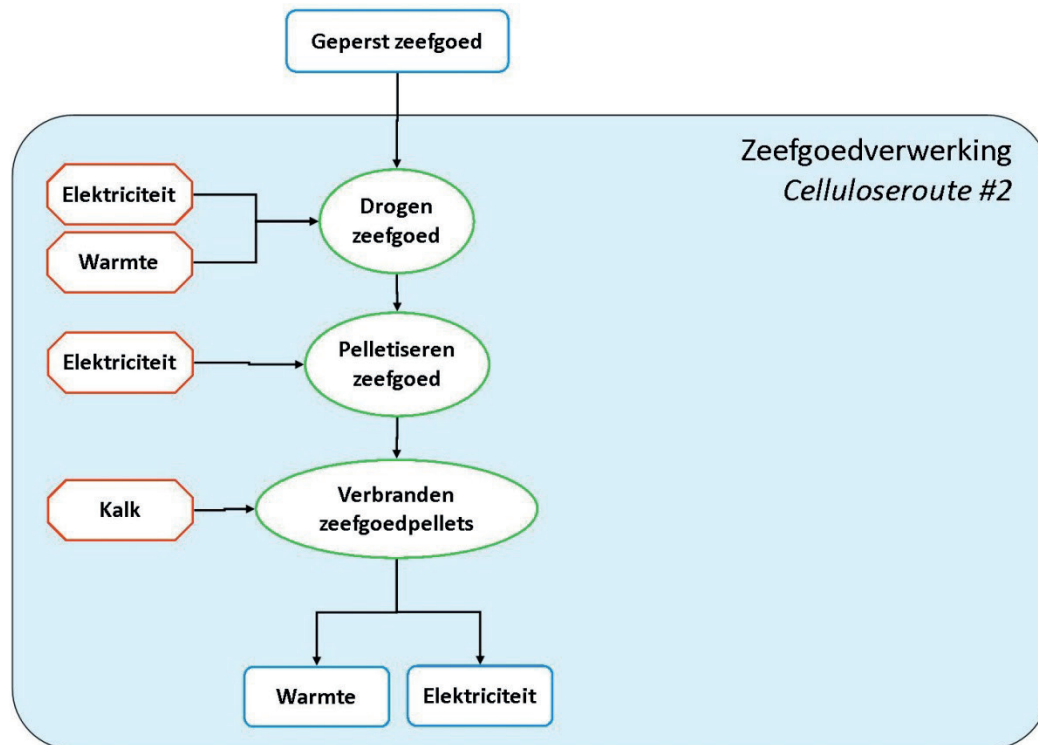 Geperst zeefgoed
Zeefgoedverwerking
Celluloseroute #2
Elektriciteit
Warmte
Drogen
zeefgoed
Elektriciteit
Pelletiseren
zeefgoed
Kalk
Verbranden
zeefgoedpellets
Warmte
Elektriciteit